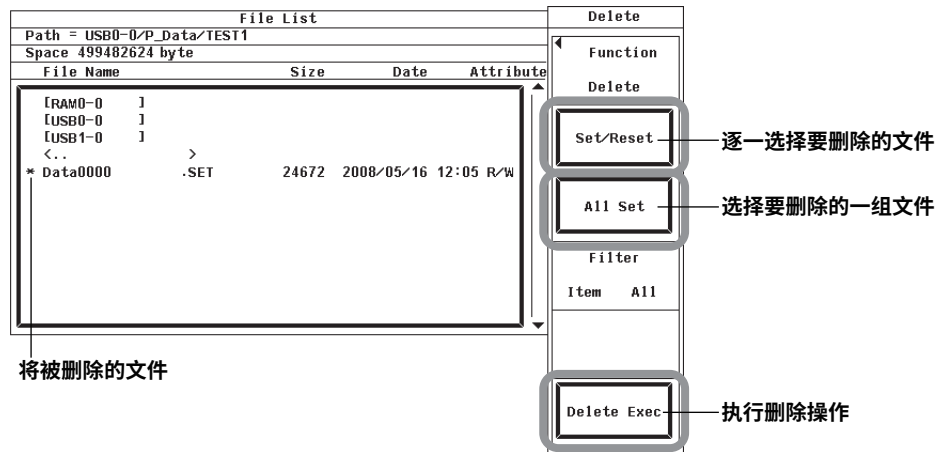 File List
Path = USB0-0/P_Data/TEST1
Space 499482624 byte
File Name Size Date Attribute
[RAM0-0 ]
[USB0-0 ]
[USB1-0 ]
<.. >
* Data0000 .SET 24672 2008/05/16 12:05 R/W
将被删除的文件
Delete
Function
Delete
Set/Reset
逐一选择要删除的文件
All Set
选择要删除的一组文件
Filter
Item All
Delete Exec
执行删除操作